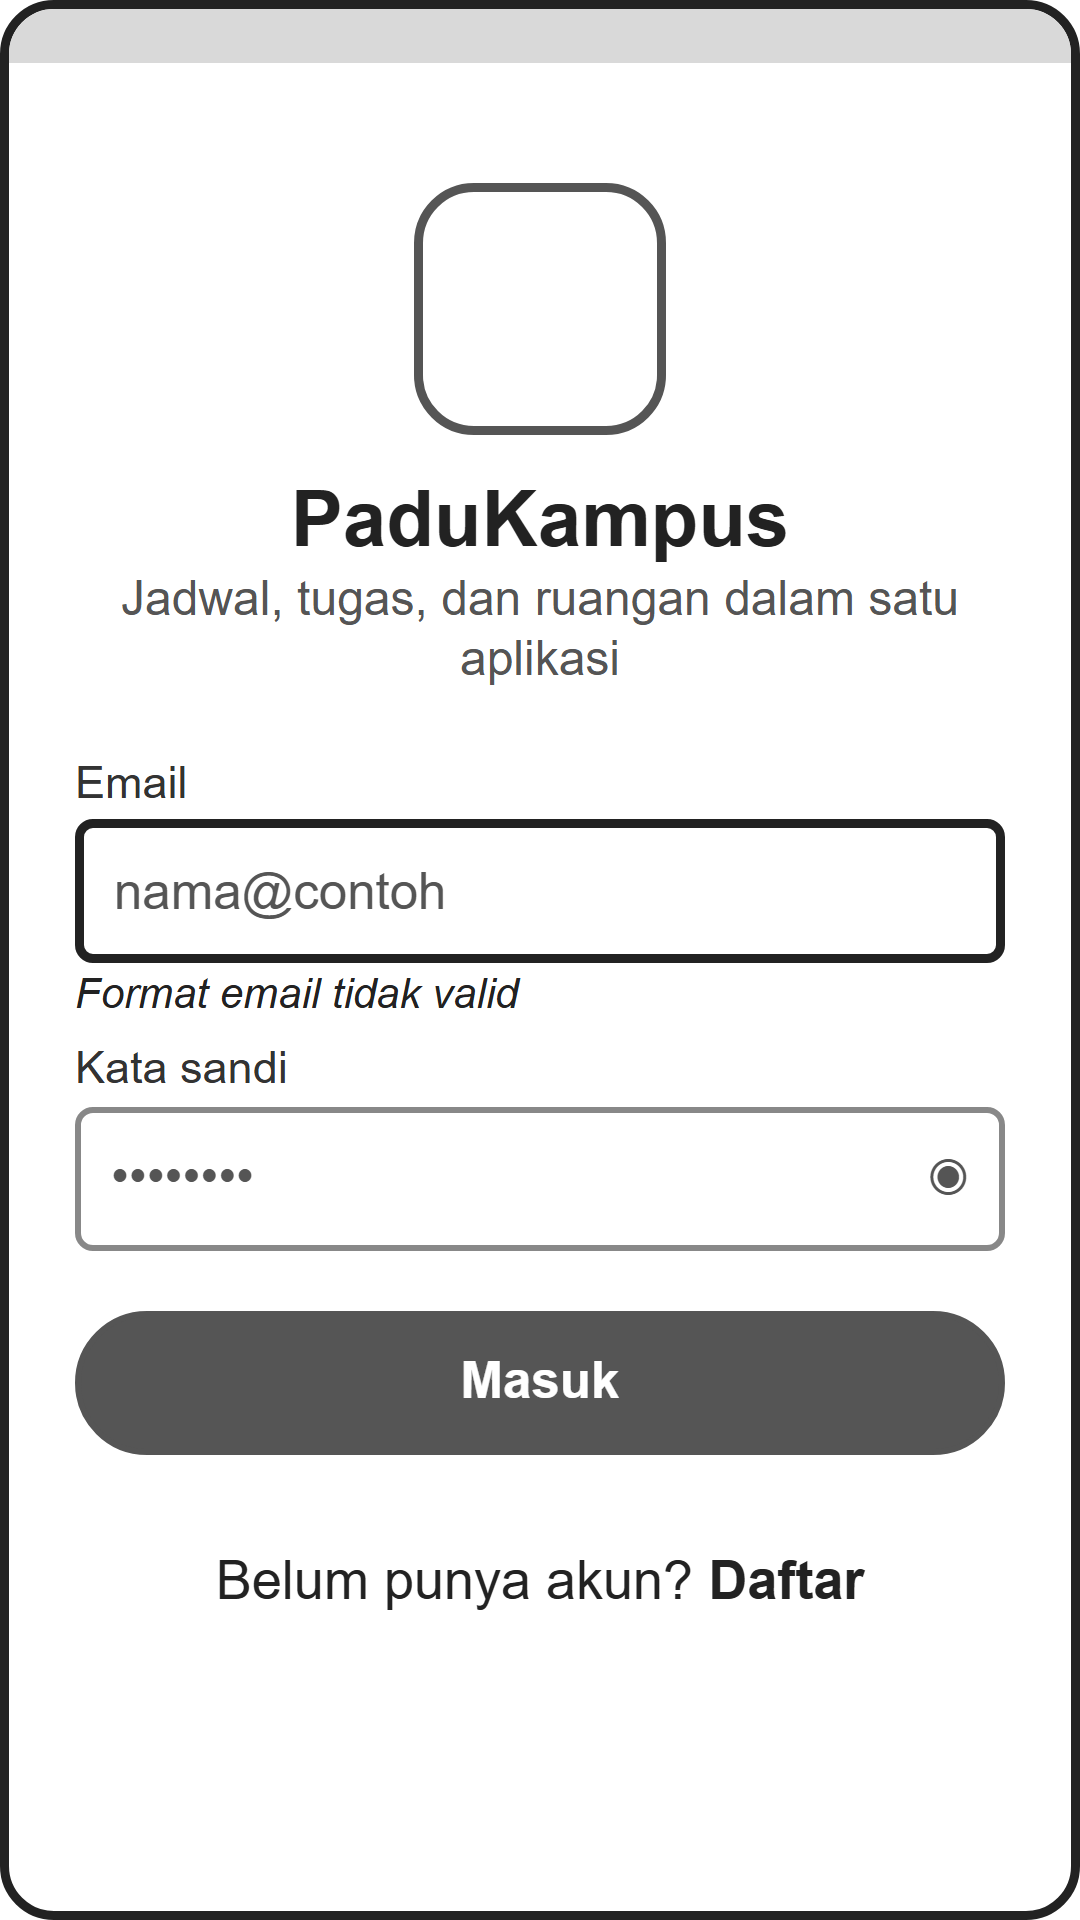 PaduKampus
Jadwal, tugas, dan ruangan dalam satu
aplikasi
Email
nama@contoh
Format email tidak valid
Kata sandi
••••••••
Masuk
Belum punya akun? Daftar